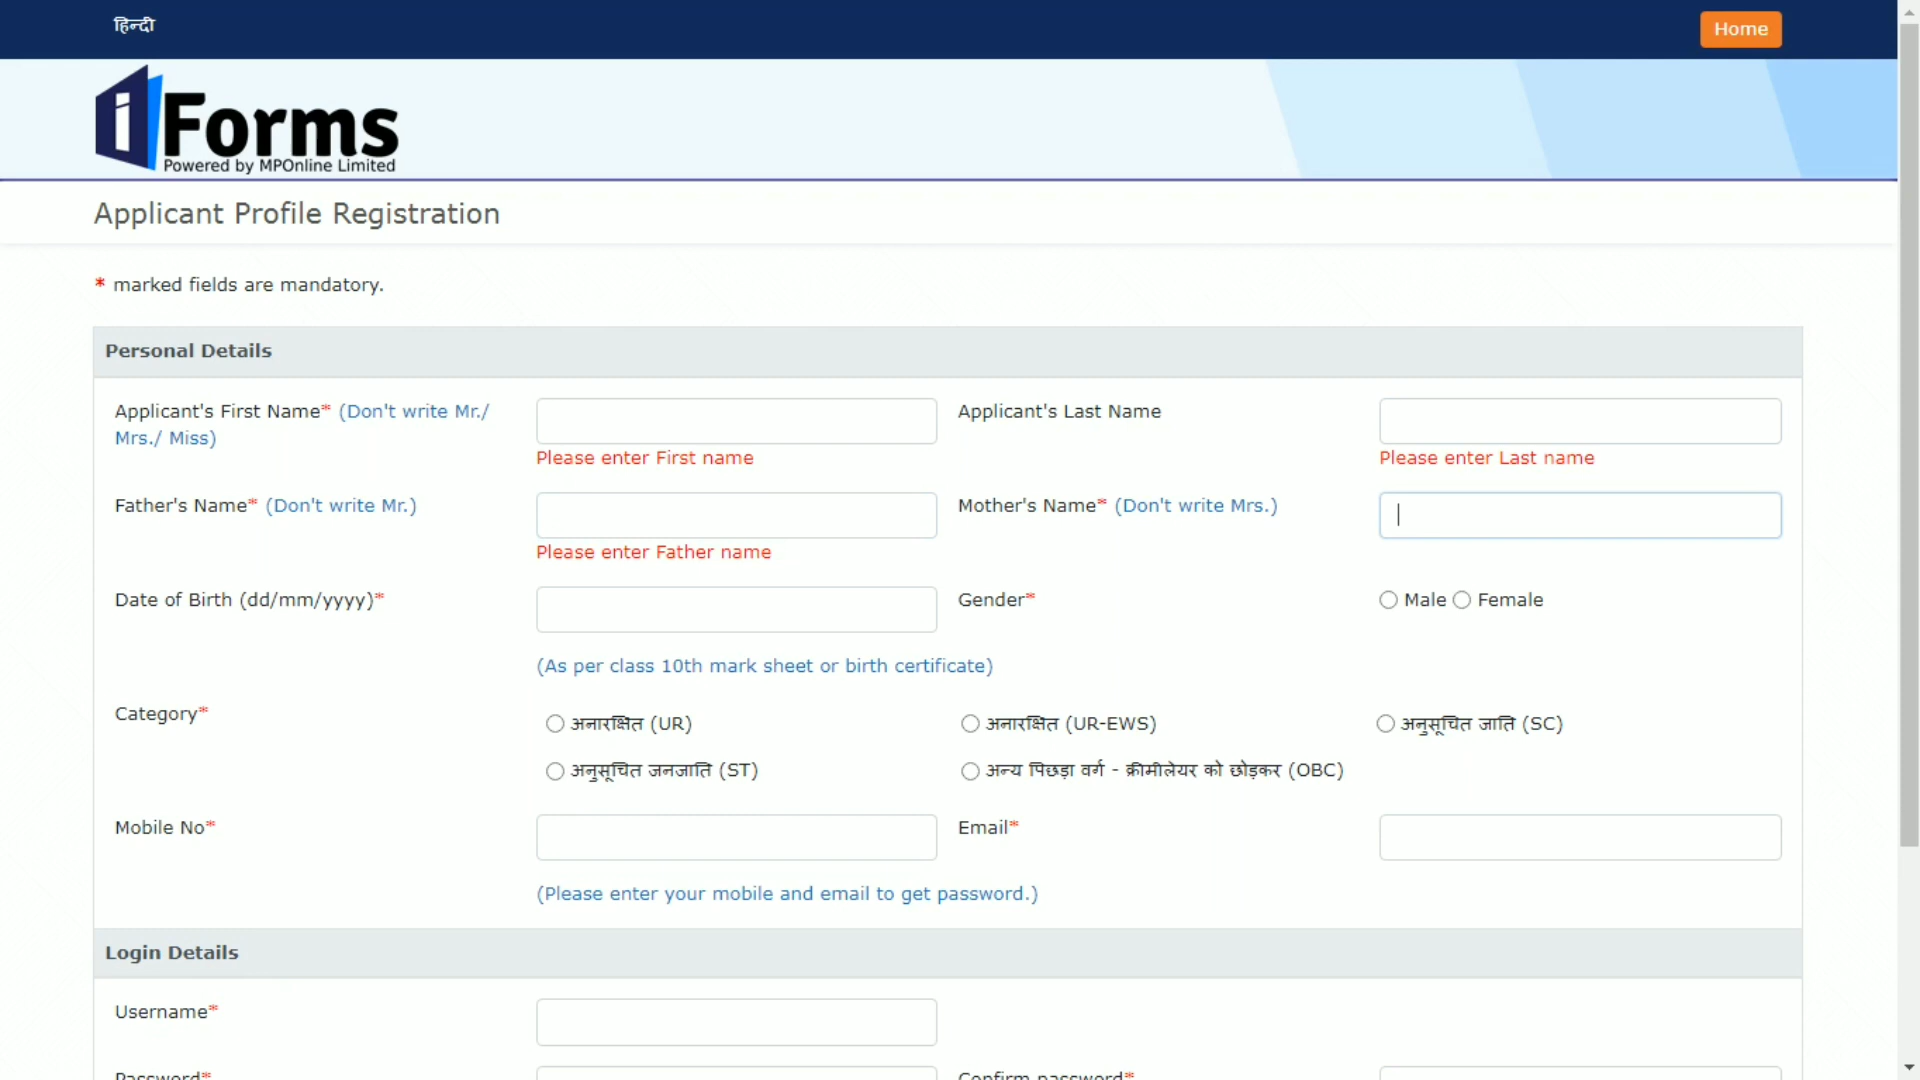 हिन्दी
Home
iForms
Powered by MPOnline Limited
Applicant Profile Registration
* marked fields are mandatory.
Personal Details
Applicant's First Name* (Don't write Mr./
Mrs./ Miss)
Applicant's Last Name
Please enter First name
Please enter Last name
Father's Name* (Don't write Mr.)
Mother's Name* (Don't write Mrs.)
Please enter Father name
Date of Birth (dd/mm/yyyy)*
Gender*
Male
Female
(As per class 10th mark sheet or birth certificate)
Category*
अनारक्षित (UR)
अनारक्षित (UR-EWS)
अनुसूचित जाति (SC)
अनुसूचित जनजाति (ST)
अन्य पिछड़ा वर्ग - क्रीमीलेयर को छोड़कर (OBC)
Mobile No*
Email*
(Please enter your mobile and email to get password.)
Login Details
Username*
Password*
Confirm password*